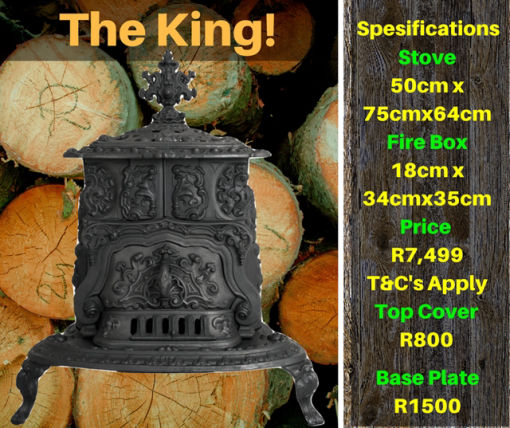 The King!
Spesifications
Stove
50cm x
75cmx64cm
Fire Box
18cm x
34cmx35cm
Price
R7,499
T&C's Apply
Top Cover
R800
Base Plate
R1500